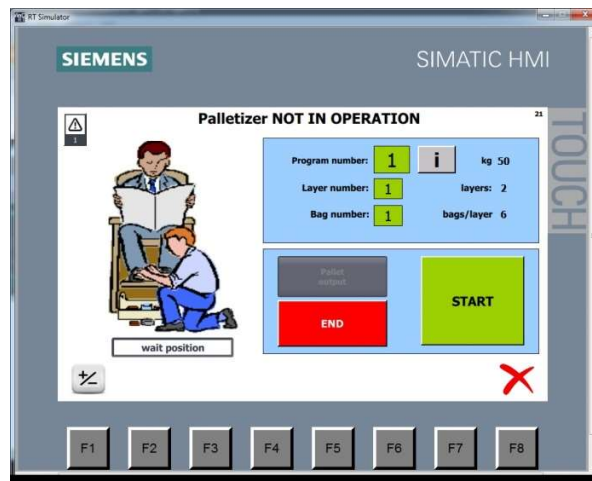 RT Simulator
SIEMENS
SIMATIC HMI
TOUCH
Palletizer NOT IN OPERATION
21
1
Program number: 1 i kg 50
Layer number: 1 layers: 2
Bag number: 1 bags/layer 6
Pallet
output
END
START
wait position
+/-
F1 F2 F3 F4 F5 F6 F7 F8